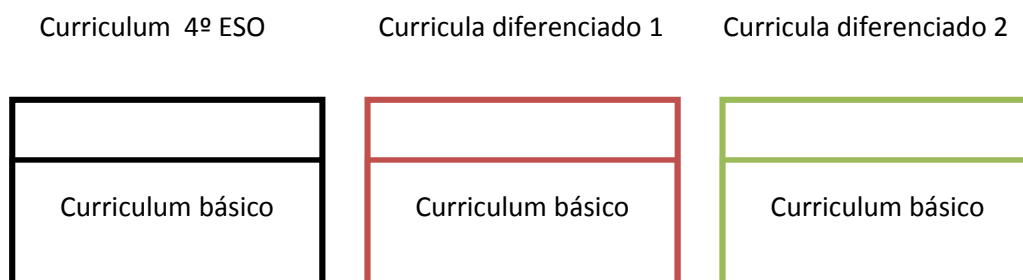 Curriculum 4º ESO
Curricula diferenciado 1
Curricula diferenciado 2
Curriculum básico
Curriculum básico
Curriculum básico